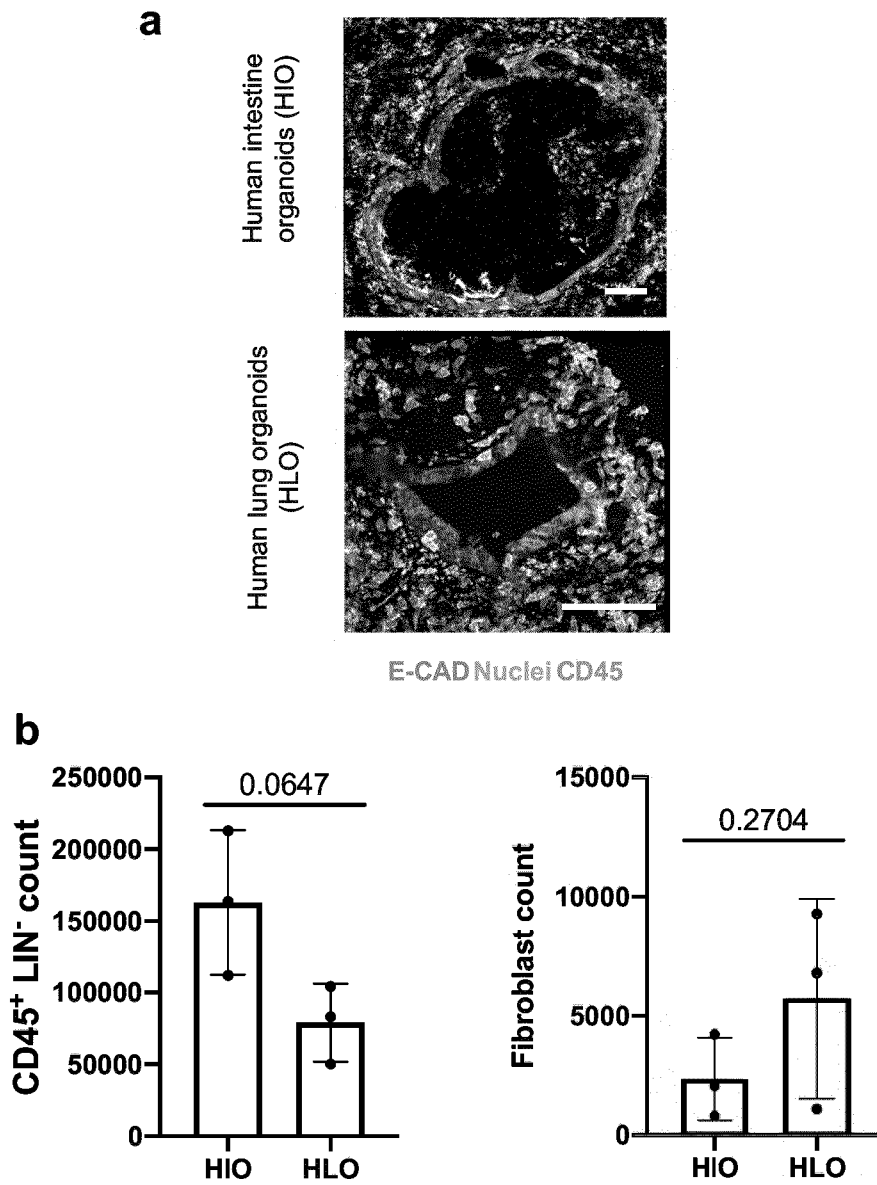 a
Human intestine
organoids (HIO)
Human lung organoids
(HLO)
E-CAD Nuclei CD45
b
CD45+ LIN- count
250000
200000
150000
100000
50000
0
0.0647
HIO HLO
Fibroblast count
15000
10000
5000
0
0.2704
HIO HLO